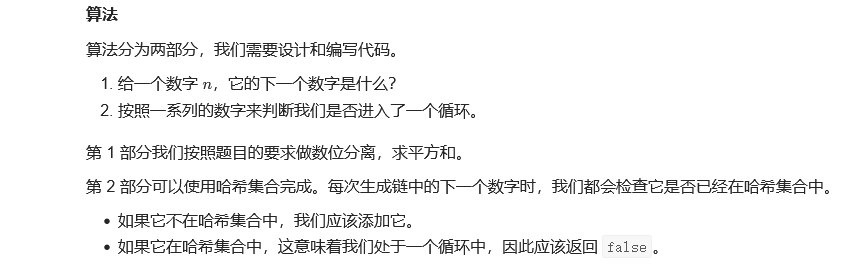 算法
算法分为两部分，我们需要设计和编写代码。
1. 给一个数字 n，它的下一个数字是什么？
2. 按照一系列的数字来判断我们是否进入了一个循环。
第 1 部分我们按照题目的要求做数位分离，求平方和。
第 2 部分可以使用哈希集合完成。每次生成链中的下一个数字时，我们都会检查它是否已经在哈希集合中。
• 如果它不在哈希集合中，我们应该添加它。
• 如果它在哈希集合中，这意味着我们处于一个循环中，因此应该返回 false。